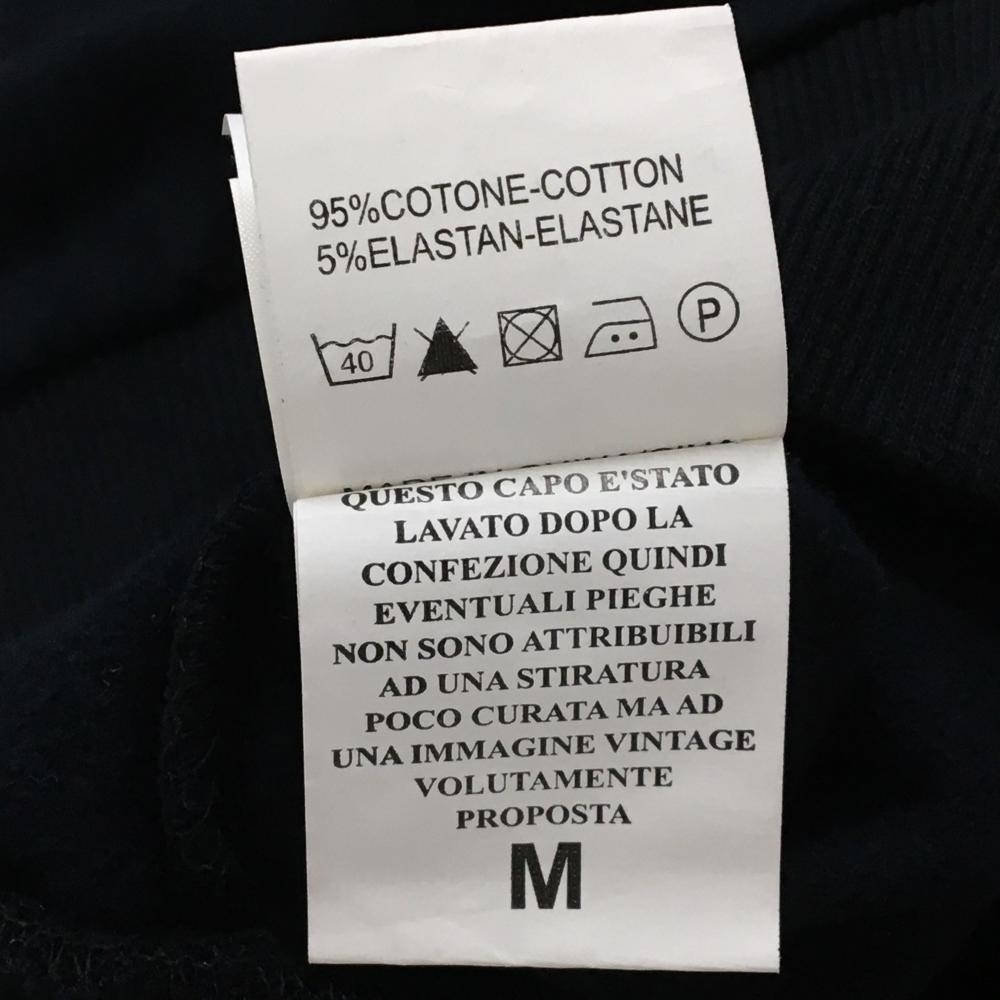 95%COTONE-COTTON
5%ELASTAN-ELASTANE
40
P
QUESTO CAPO E'STATO
LAVATO DOPO LA
CONFEZIONE QUINDI
EVENTUALI PIEGHE
NON SONO ATTRIBUIBILI
AD UNA STIRATURA
POCO CURATA MA AD
UNA IMMAGINE VINTAGE
VOLUTAMENTE
PROPOSTA
M